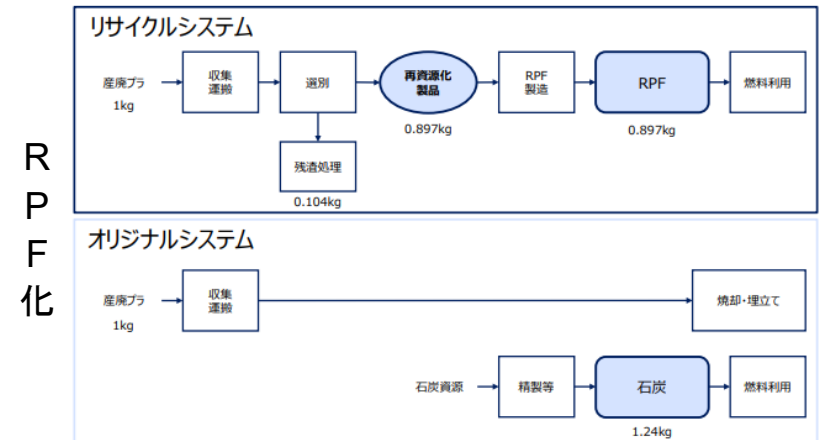 R
P
F
化
リサイクルシステム
産廃プラ
1kg
収集
運搬
選別
再資源化
製品
0.897kg
RPF
製造
RPF
0.897kg
燃料利用
残渣処理
0.104kg
オリジナルシステム
産廃プラ
1kg
収集
運搬
焼却・埋立て
石炭資源
精製等
石炭
1.24kg
燃料利用